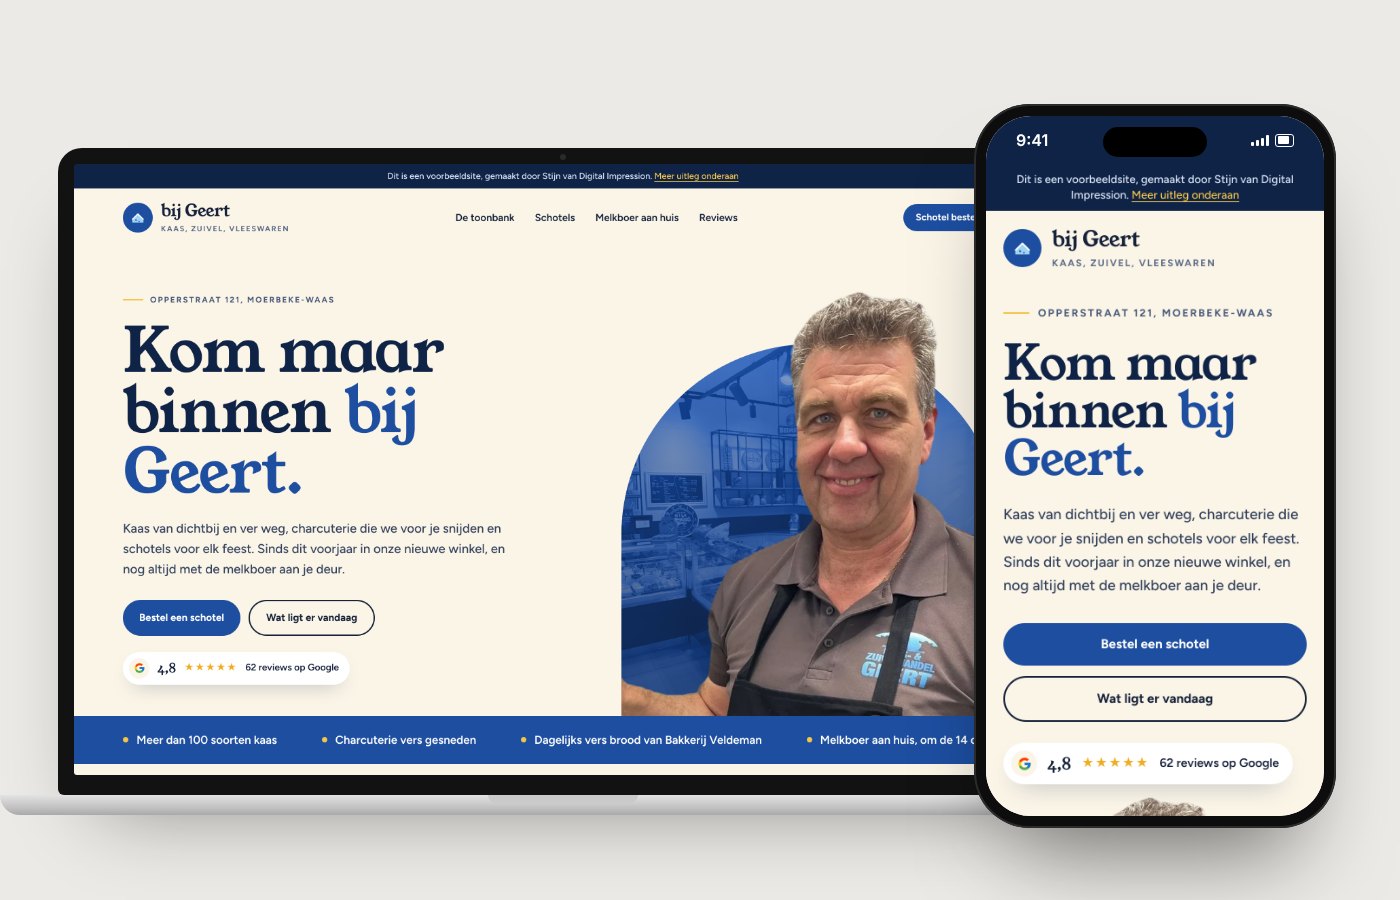 Dit is een voorbeeldsite, gemaakt door Stijn van Digital Impression. Meer uitleg onderaan
bij Geert
KAAS, ZUIVEL, VLEESWAREN
De toonbank
Schotels
Melkboer aan huis
Reviews
Schotel
OPPERSTRAAT 121, MOERBEKE-WAAS
Kom maar
binnen bij
Geert.
Kaas van dichtbij en ver weg, charcuterie die we voor je snijden en
schotels voor elk feest. Sinds dit voorjaar in onze nieuwe winkel, en
nog altijd met de melkboer aan je deur.
Bestel een schotel
Wat ligt er vandaag
4,8 ★★★★★ 62 reviews op Google
GEERT
Meer dan 100 soorten kaas
Charcuterie vers gesneden
Dagelijks vers brood van Bakkerij Veldeman
Melkboer aan huis, om de 14
9:41
Dit is een voorbeeldsite, gemaakt door Stijn van Digital
Impression. Meer uitleg onderaan
bij Geert
KAAS, ZUIVEL, VLEESWAREN
OPPERSTRAAT 121, MOERBEKE-WAAS
Kom maar
binnen bij
Geert.
Kaas van dichtbij en ver weg, charcuterie die
we voor je snijden en schotels voor elk feest.
Sinds dit voorjaar in onze nieuwe winkel, en
nog altijd met de melkboer aan je deur.
Bestel een schotel
Wat ligt er vandaag
4,8 ★★★★★ 62 reviews op Google